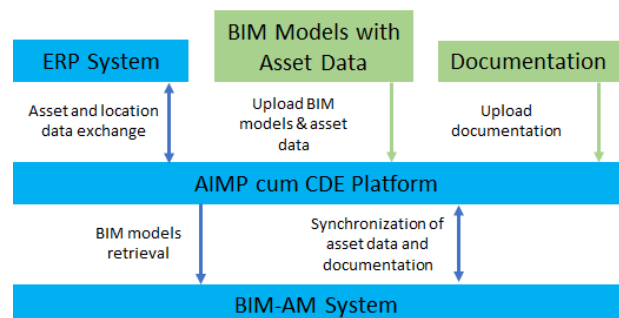 ERP System
BIM Models with
Asset Data
Documentation
Asset and location
data exchange
Upload BIM
models & asset
data
Upload
documentation
AIMP cum CDE Platform
BIM models
retrieval
Synchronization of
asset data and
documentation
BIM-AM System